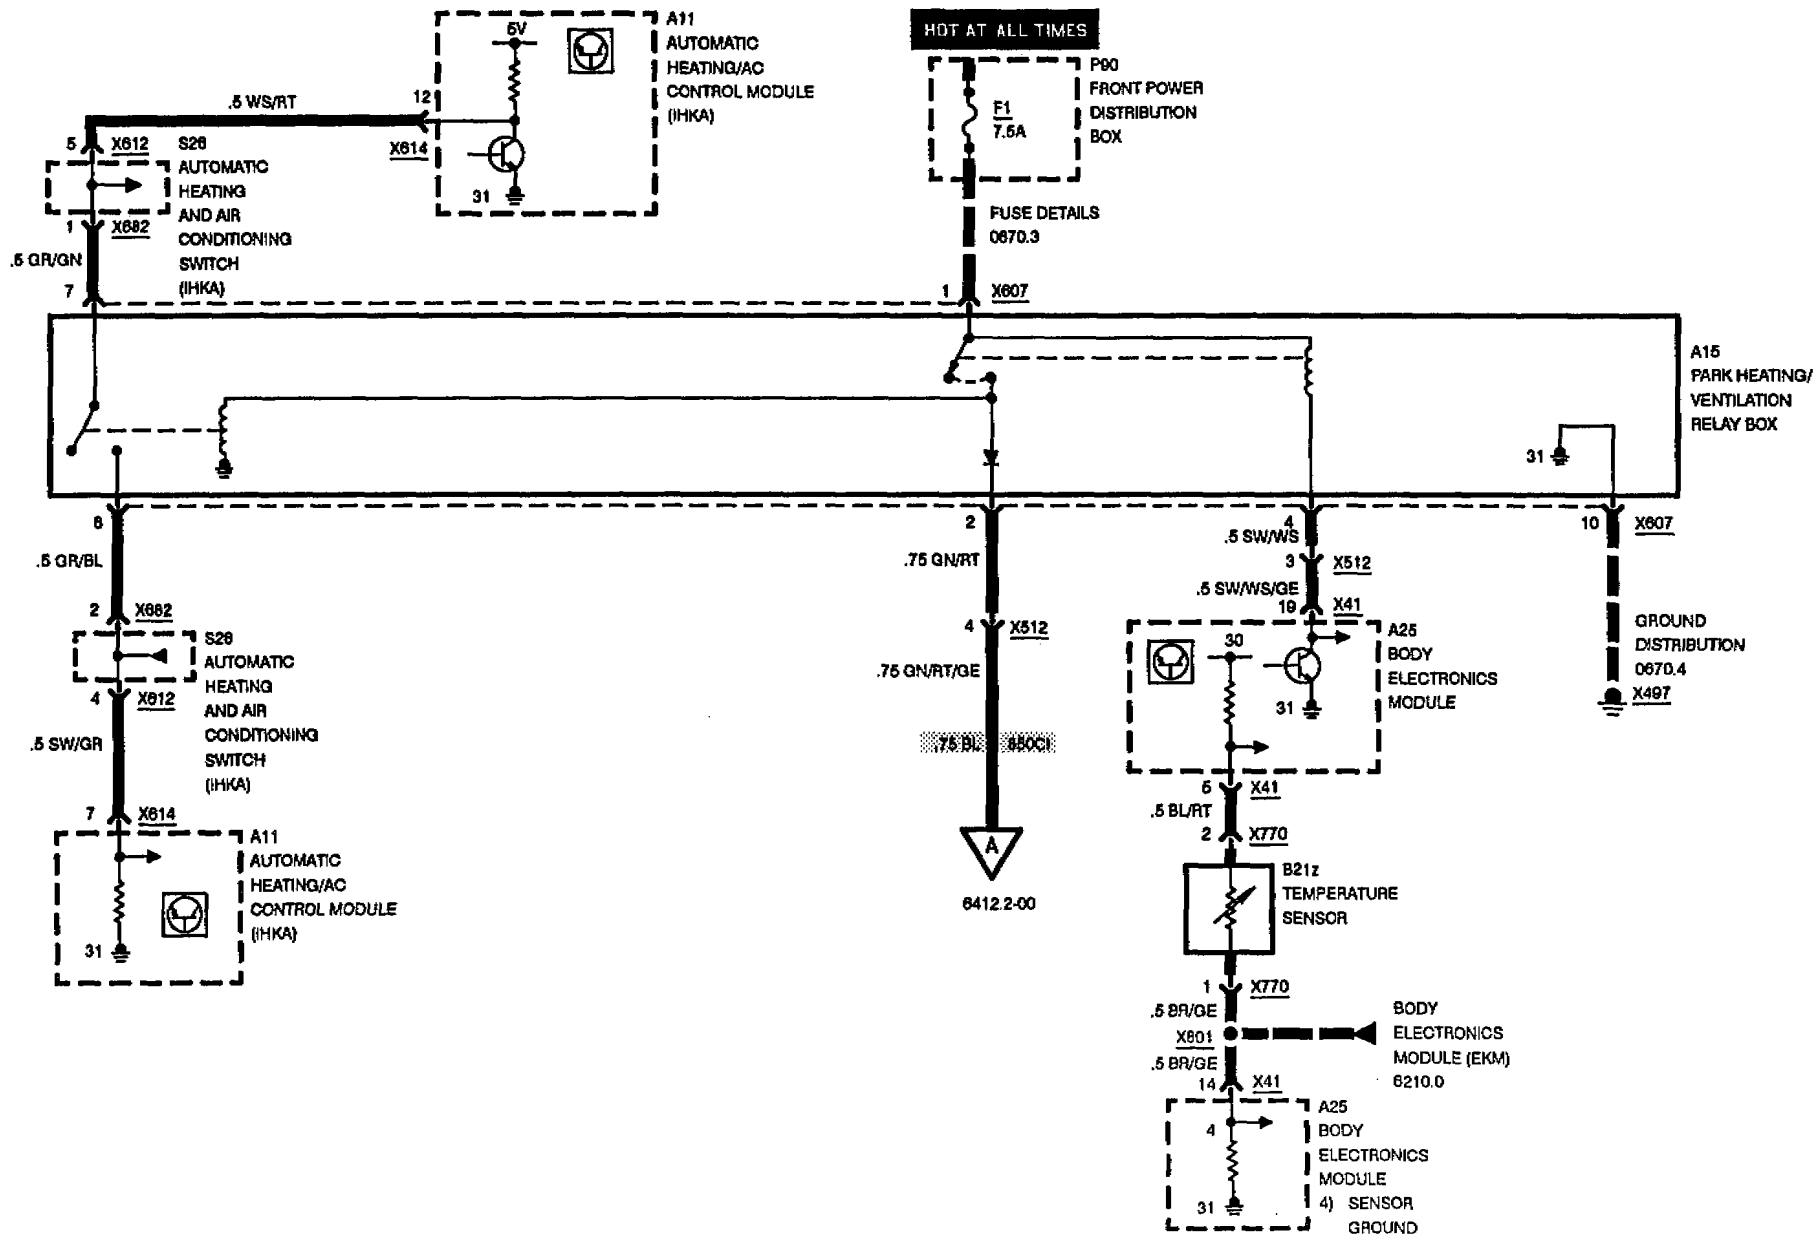 HOT AT ALL TIMES
A11
AUTOMATIC
HEATING/AC
CONTROL MODULE
(IHKA)
5V
12
.5 WS/RT
X614
31
P90
FRONT POWER
DISTRIBUTION
BOX
F1
7.5A
FUSE DETAILS
0670.3
5
X612
S28
AUTOMATIC
HEATING
AND AIR
CONDITIONING
SWITCH
(IHKA)
1
X682
.5 GR/GN
7
1
X607
A15
PARK HEATING/
VENTILATION
RELAY BOX
31
8
.5 GR/BL
2
X682
S28
AUTOMATIC
HEATING
AND AIR
CONDITIONING
SWITCH
(IHKA)
4
X612
.5 SW/GR
7
X614
A11
AUTOMATIC
HEATING/AC
CONTROL MODULE
(IHKA)
31
2
.75 GN/RT
4
X512
.75 GN/RT/GE
.75 BL
850CI
A
6412.2-00
4
.5 SW/WS
3
X512
.5 SW/WS/GE
19
X41
A25
BODY
ELECTRONICS
MODULE
30
31
5
X41
.5 BL/RT
2
X770
B21z
TEMPERATURE
SENSOR
1
X770
.5 BR/GE
X801
.5 BR/GE
BODY
ELECTRONICS
MODULE (EKM)
6210.0
14
X41
A25
BODY
ELECTRONICS
MODULE
4) SENSOR
GROUND
4
31
10
X607
GROUND
DISTRIBUTION
0670.4
X497